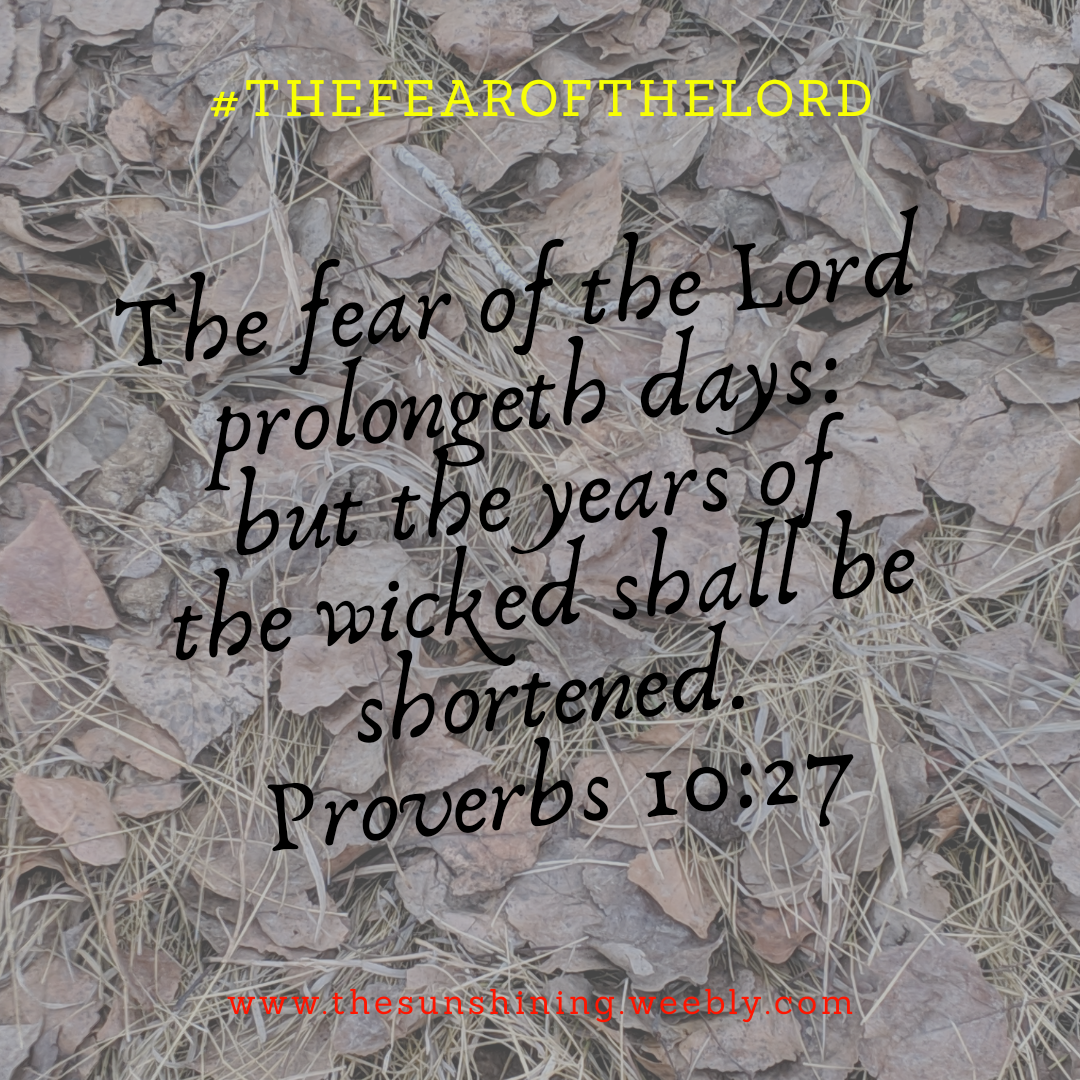 #THEFEAROFTHELORD
The fear of the Lord
prolongeth days:
but the years of
the wicked shall be
shortened.
Proverbs 10:27
www.thesunshining.weebly.com